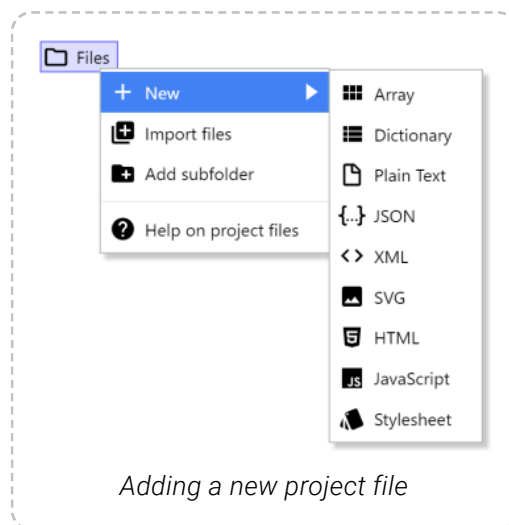 Files
New
Import files
Add subfolder
Help on project files
Array
Dictionary
Plain Text
{...} JSON
XML
SVG
HTML
JS JavaScript
Stylesheet
Adding a new project file